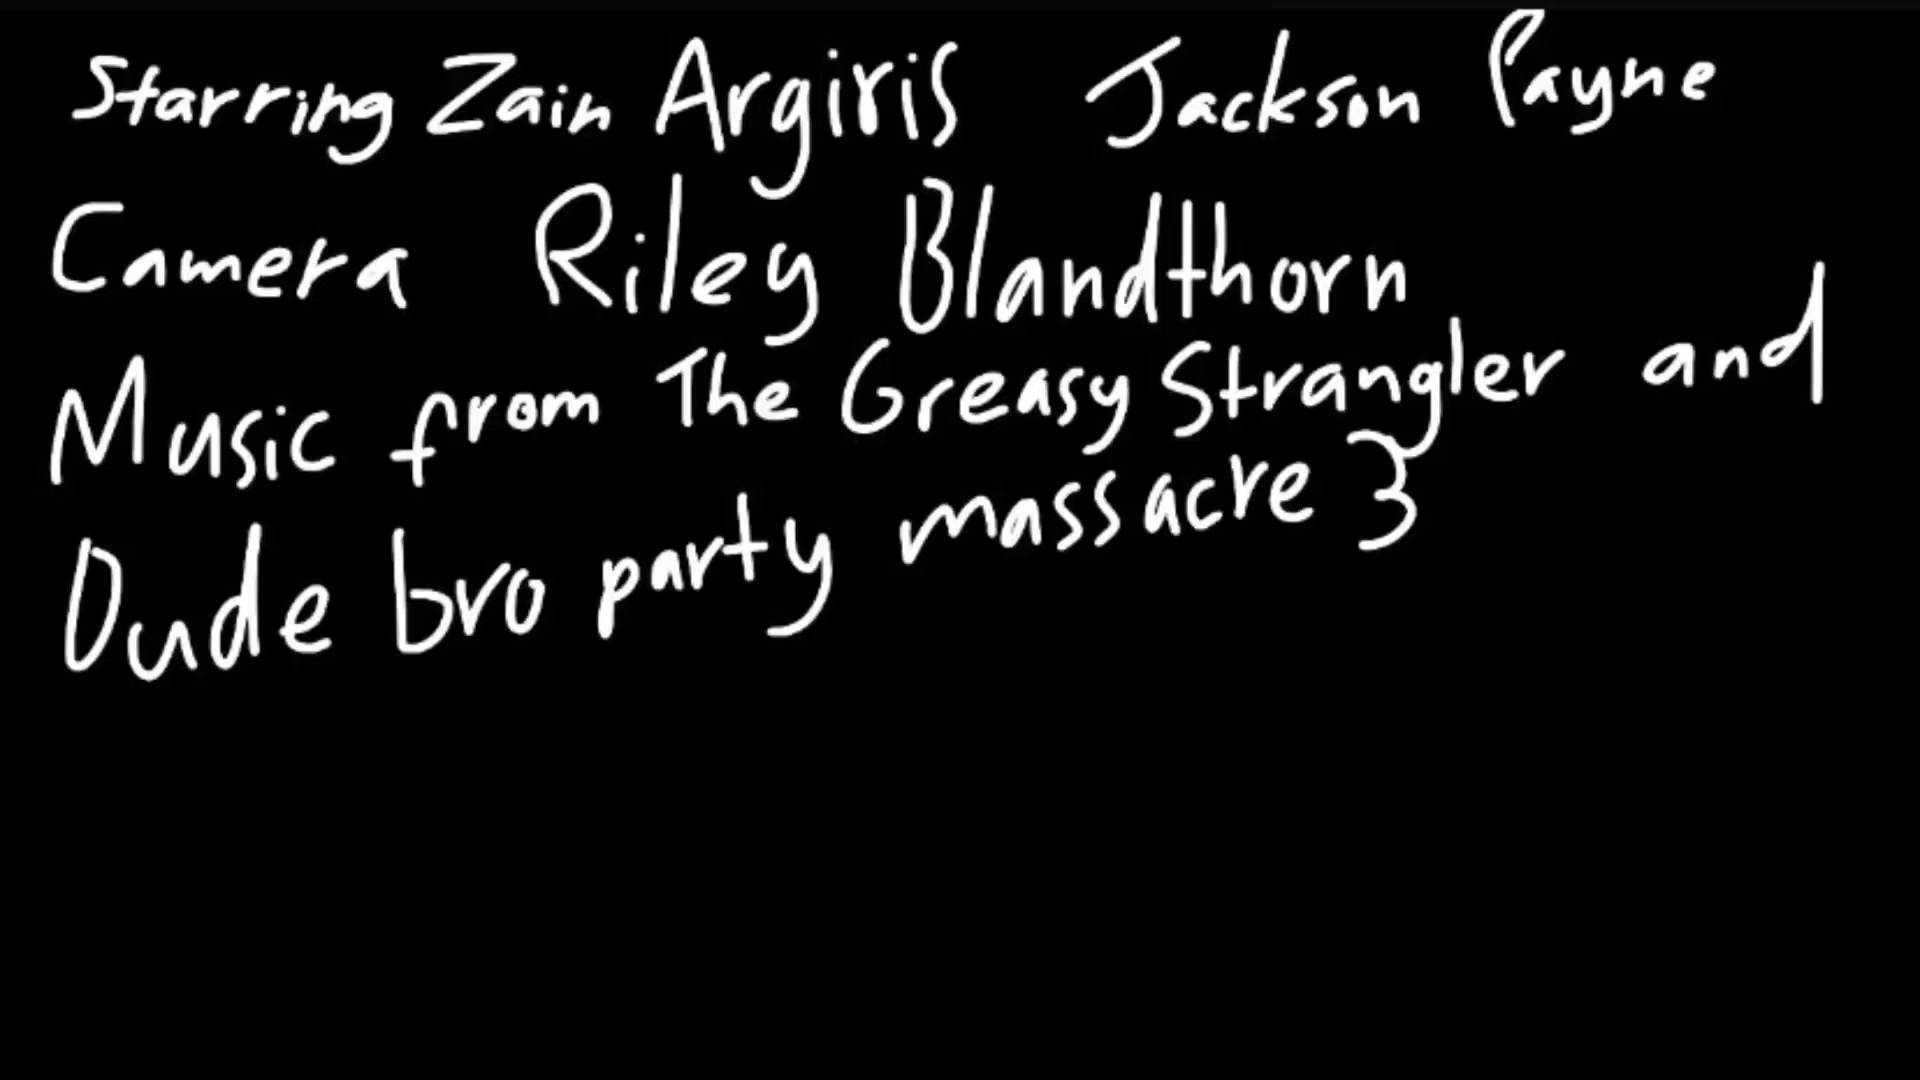 Starring Zain Argiris Jackson Payne
Camera Riley Blandthorn
Music from The Greasy Strangler and
Dude bro party massacre 3